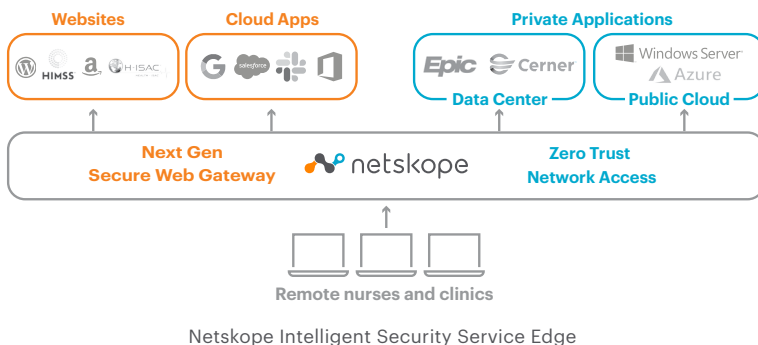 Websites
Cloud Apps
Private Applications
HIMSS
a
H-ISAC
G
salesforce
Epic
Cerner
Windows Server
Azure
Data Center
Public Cloud
Next Gen
Secure Web Gateway
netskope
Zero Trust
Network Access
Remote nurses and clinics
Netskope Intelligent Security Service Edge